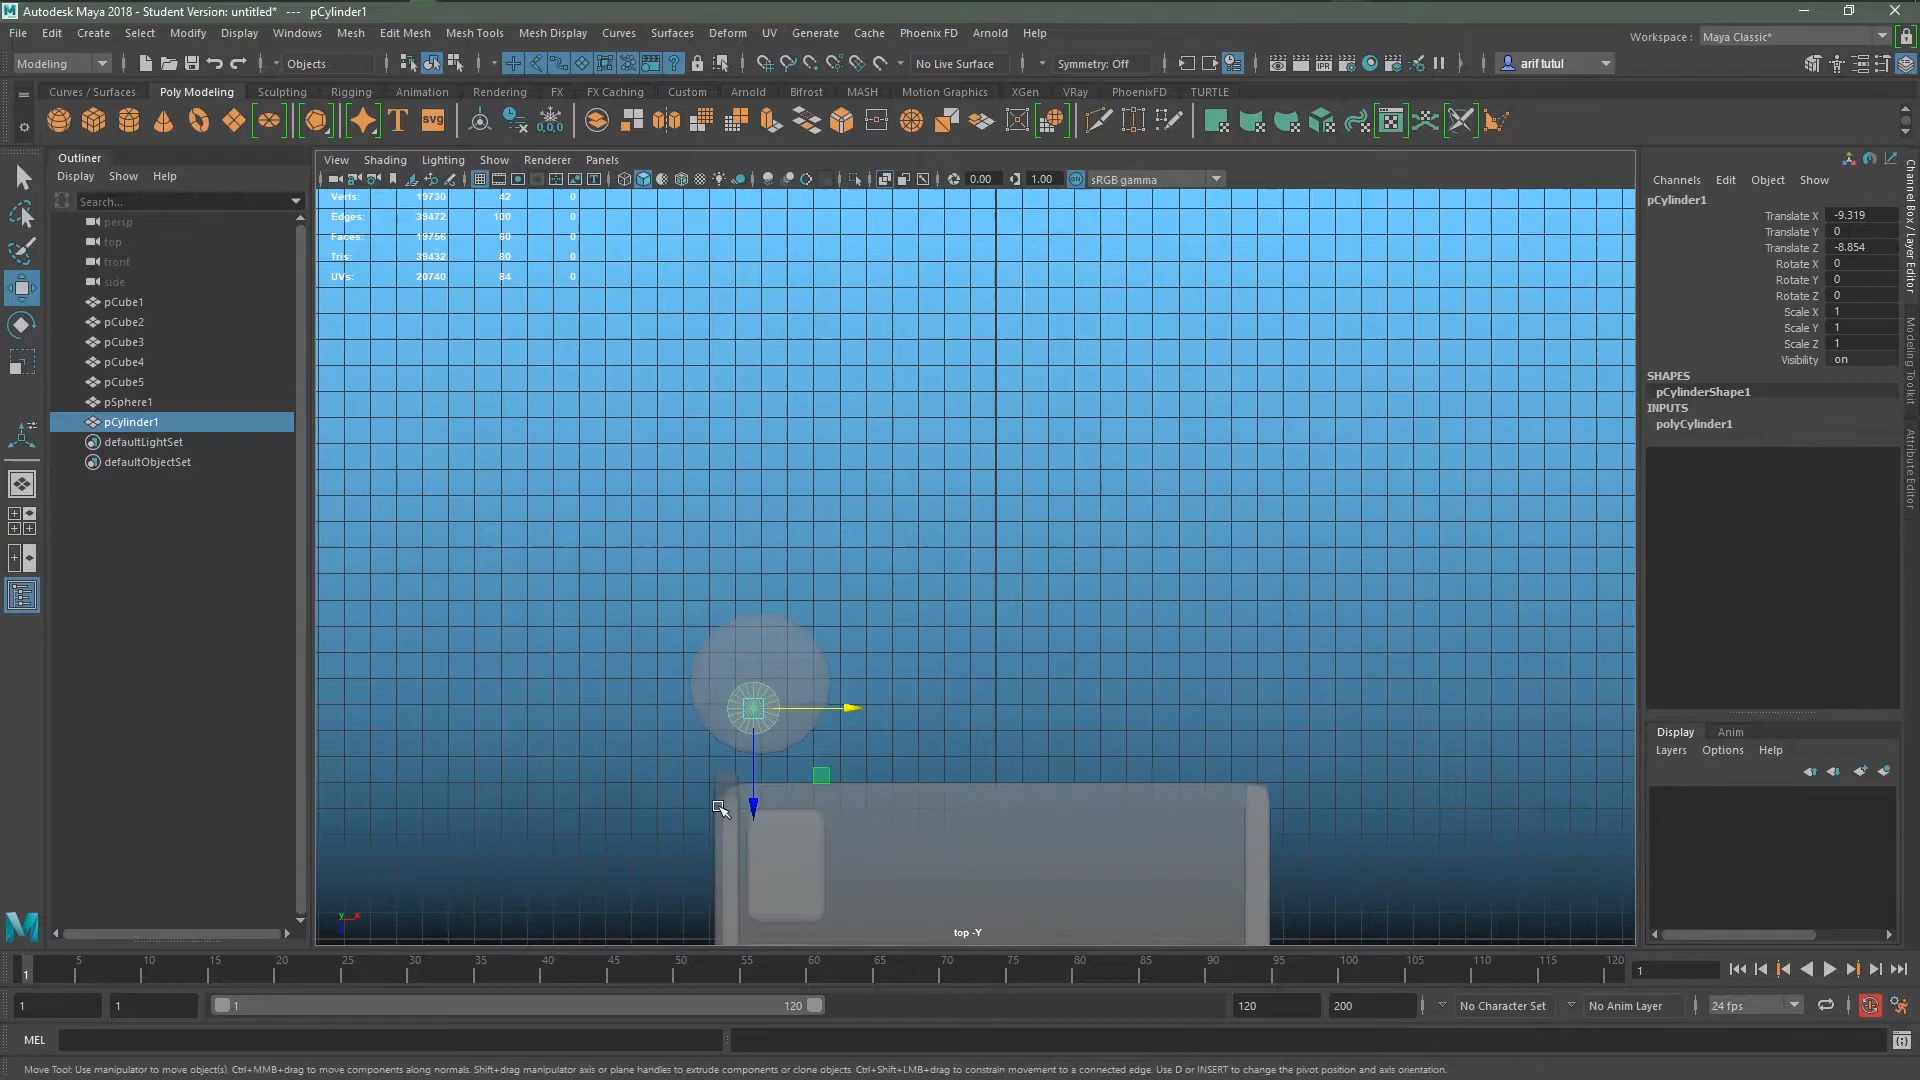 Autodesk Maya 2018 - Student Version: untitled*   ---   pCylinder1
File Edit Create Select Modify Display Windows Mesh Edit Mesh Mesh Tools Mesh Display Curves Surfaces Deform UV Generate Cache Phoenix FD Arnold Help
Workspace : Maya Classic*
Modeling Objects No Live Surface Symmetry: Off arif tutul
Curves / Surfaces Poly Modeling Sculpting Rigging Animation Rendering FX FX Caching Custom Arnold Bifrost MASH Motion Graphics XGen VRay PhoenixFD TURTLE
T svg 0,0,0
Outliner
Display Show Help
Search...
persp
top
front
side
pCube1
pCube2
pCube3
pCube4
pCube5
pSphere1
pCylinder1
defaultLightSet
defaultObjectSet
View Shading Lighting Show Renderer Panels
0.00 1.00 sRGB gamma
Verts: 19730 42 0
Edges: 39472 100 0
Faces: 19756 60 0
Tris: 39432 80 0
UVs: 20740 84 0
top -Y
Channels Edit Object Show
pCylinder1
Translate X -9.319
Translate Y 0
Translate Z -8.854
Rotate X 0
Rotate Y 0
Rotate Z 0
Scale X 1
Scale Y 1
Scale Z 1
Visibility on
SHAPES
pCylinderShape1
INPUTS
polyCylinder1
Channel Box / Layer Editor
Modeling Toolkit
Attribute Editor
Display Anim
Layers Options Help
5 10 15 20 25 30 35 40 45 50 55 60 65 70 75 80 85 90 95 100 105 110 115 120
1 1
1 1 1 120 120 200 No Character Set No Anim Layer 24 fps
MEL
Move Tool: Use manipulator to move object(s). Ctrl+MMB+drag to move components along normals. Shift+drag manipulator axis or plane handles to extrude components or clone objects. Ctrl+Shift+LMB+drag to constrain movement to a connected edge. Use D or INSERT to change the pivot position and axis orientation.